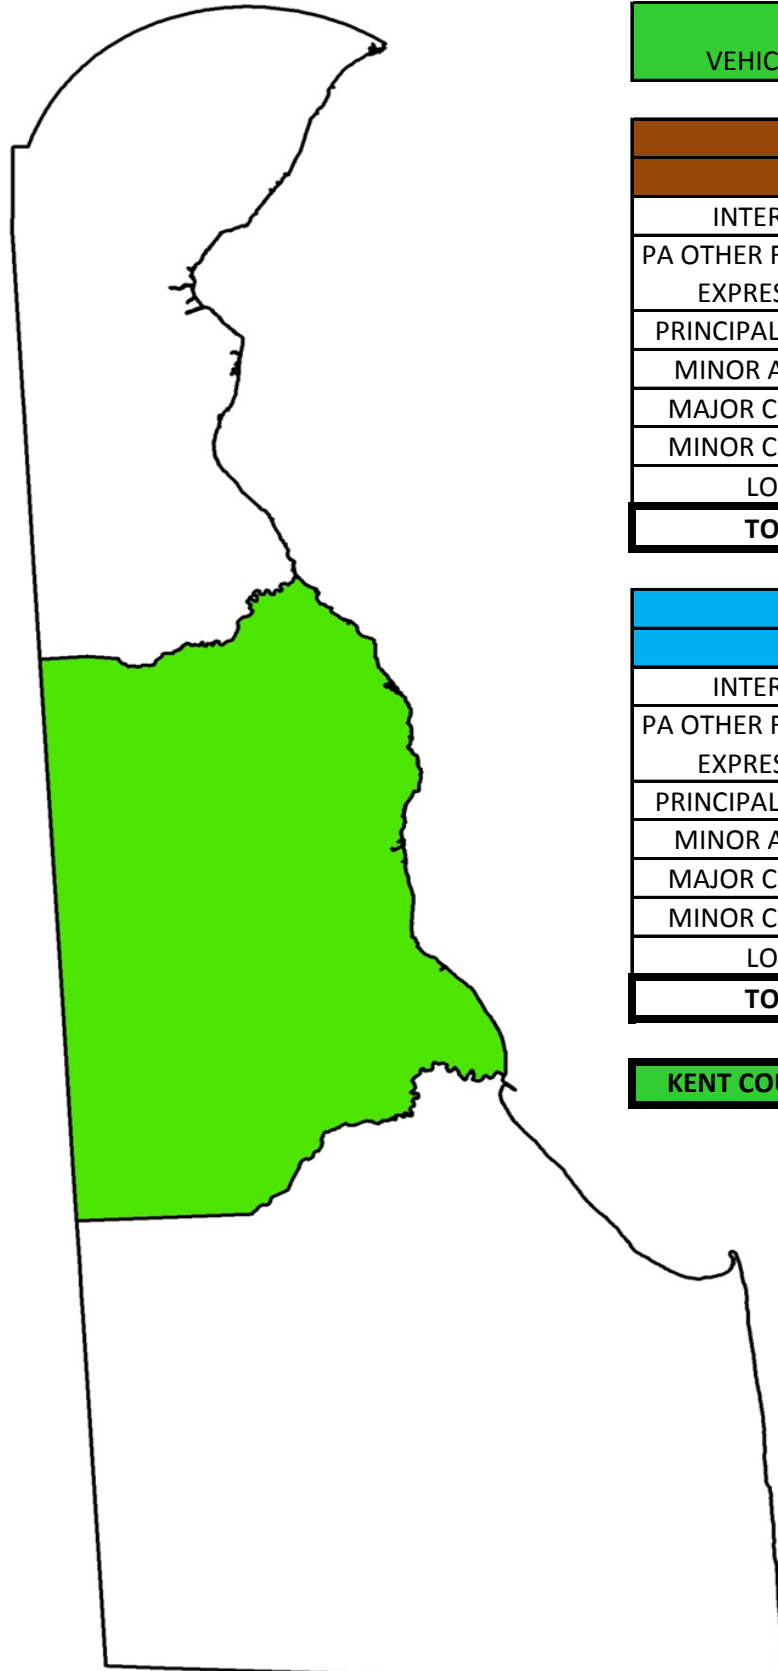 VEHIC
INTER
PA OTHER F
EXPRES
PRINCIPAL
MINOR A
MAJOR C
MINOR C
LO
TO
INTER
PA OTHER F
EXPRES
PRINCIPAL
MINOR A
MAJOR C
MINOR C
LO
TO
KENT COU